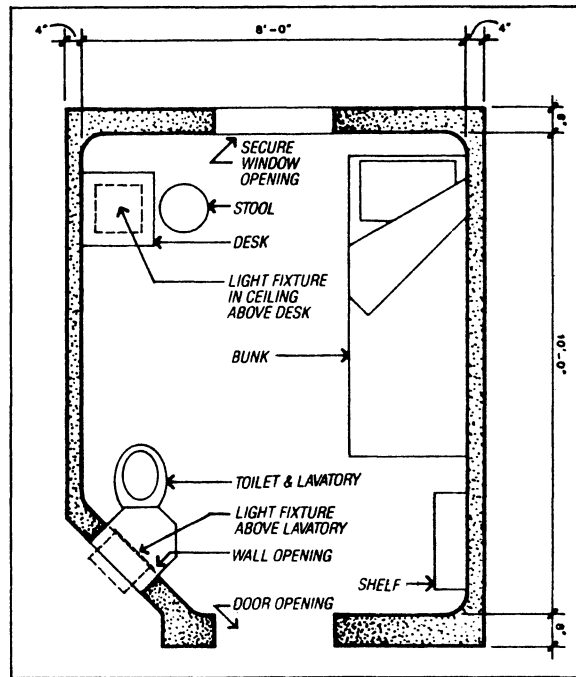 4" 8'-0" 4"
8"
SECURE
WINDOW
OPENING
STOOL
DESK
LIGHT FIXTURE
IN CEILING
ABOVE DESK
10'-0"
BUNK
TOILET & LAVATORY
LIGHT FIXTURE
ABOVE LAVATORY
WALL OPENING
SHELF
DOOR OPENING